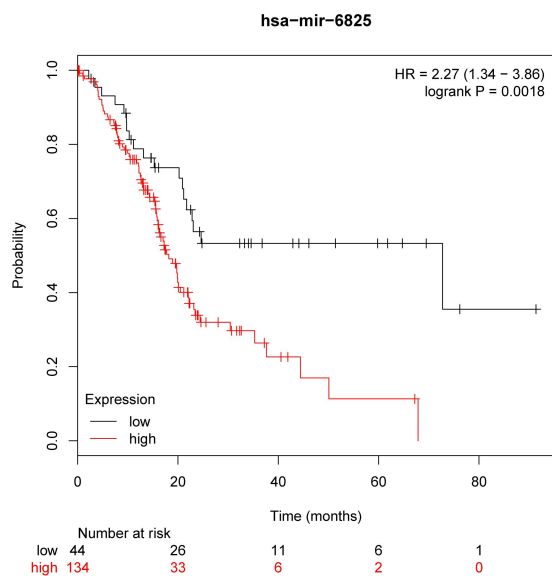 hsa−mir−6825
HR = 2.27 (1.34 − 3.86)
logrank P = 0.0018
Probability
1.0
0.8
0.6
0.4
0.2
0.0
Expression
low
high
0 20 40 60 80
Time (months)
Number at risk
low 44 26 11 6 1
high 134 33 6 2 0